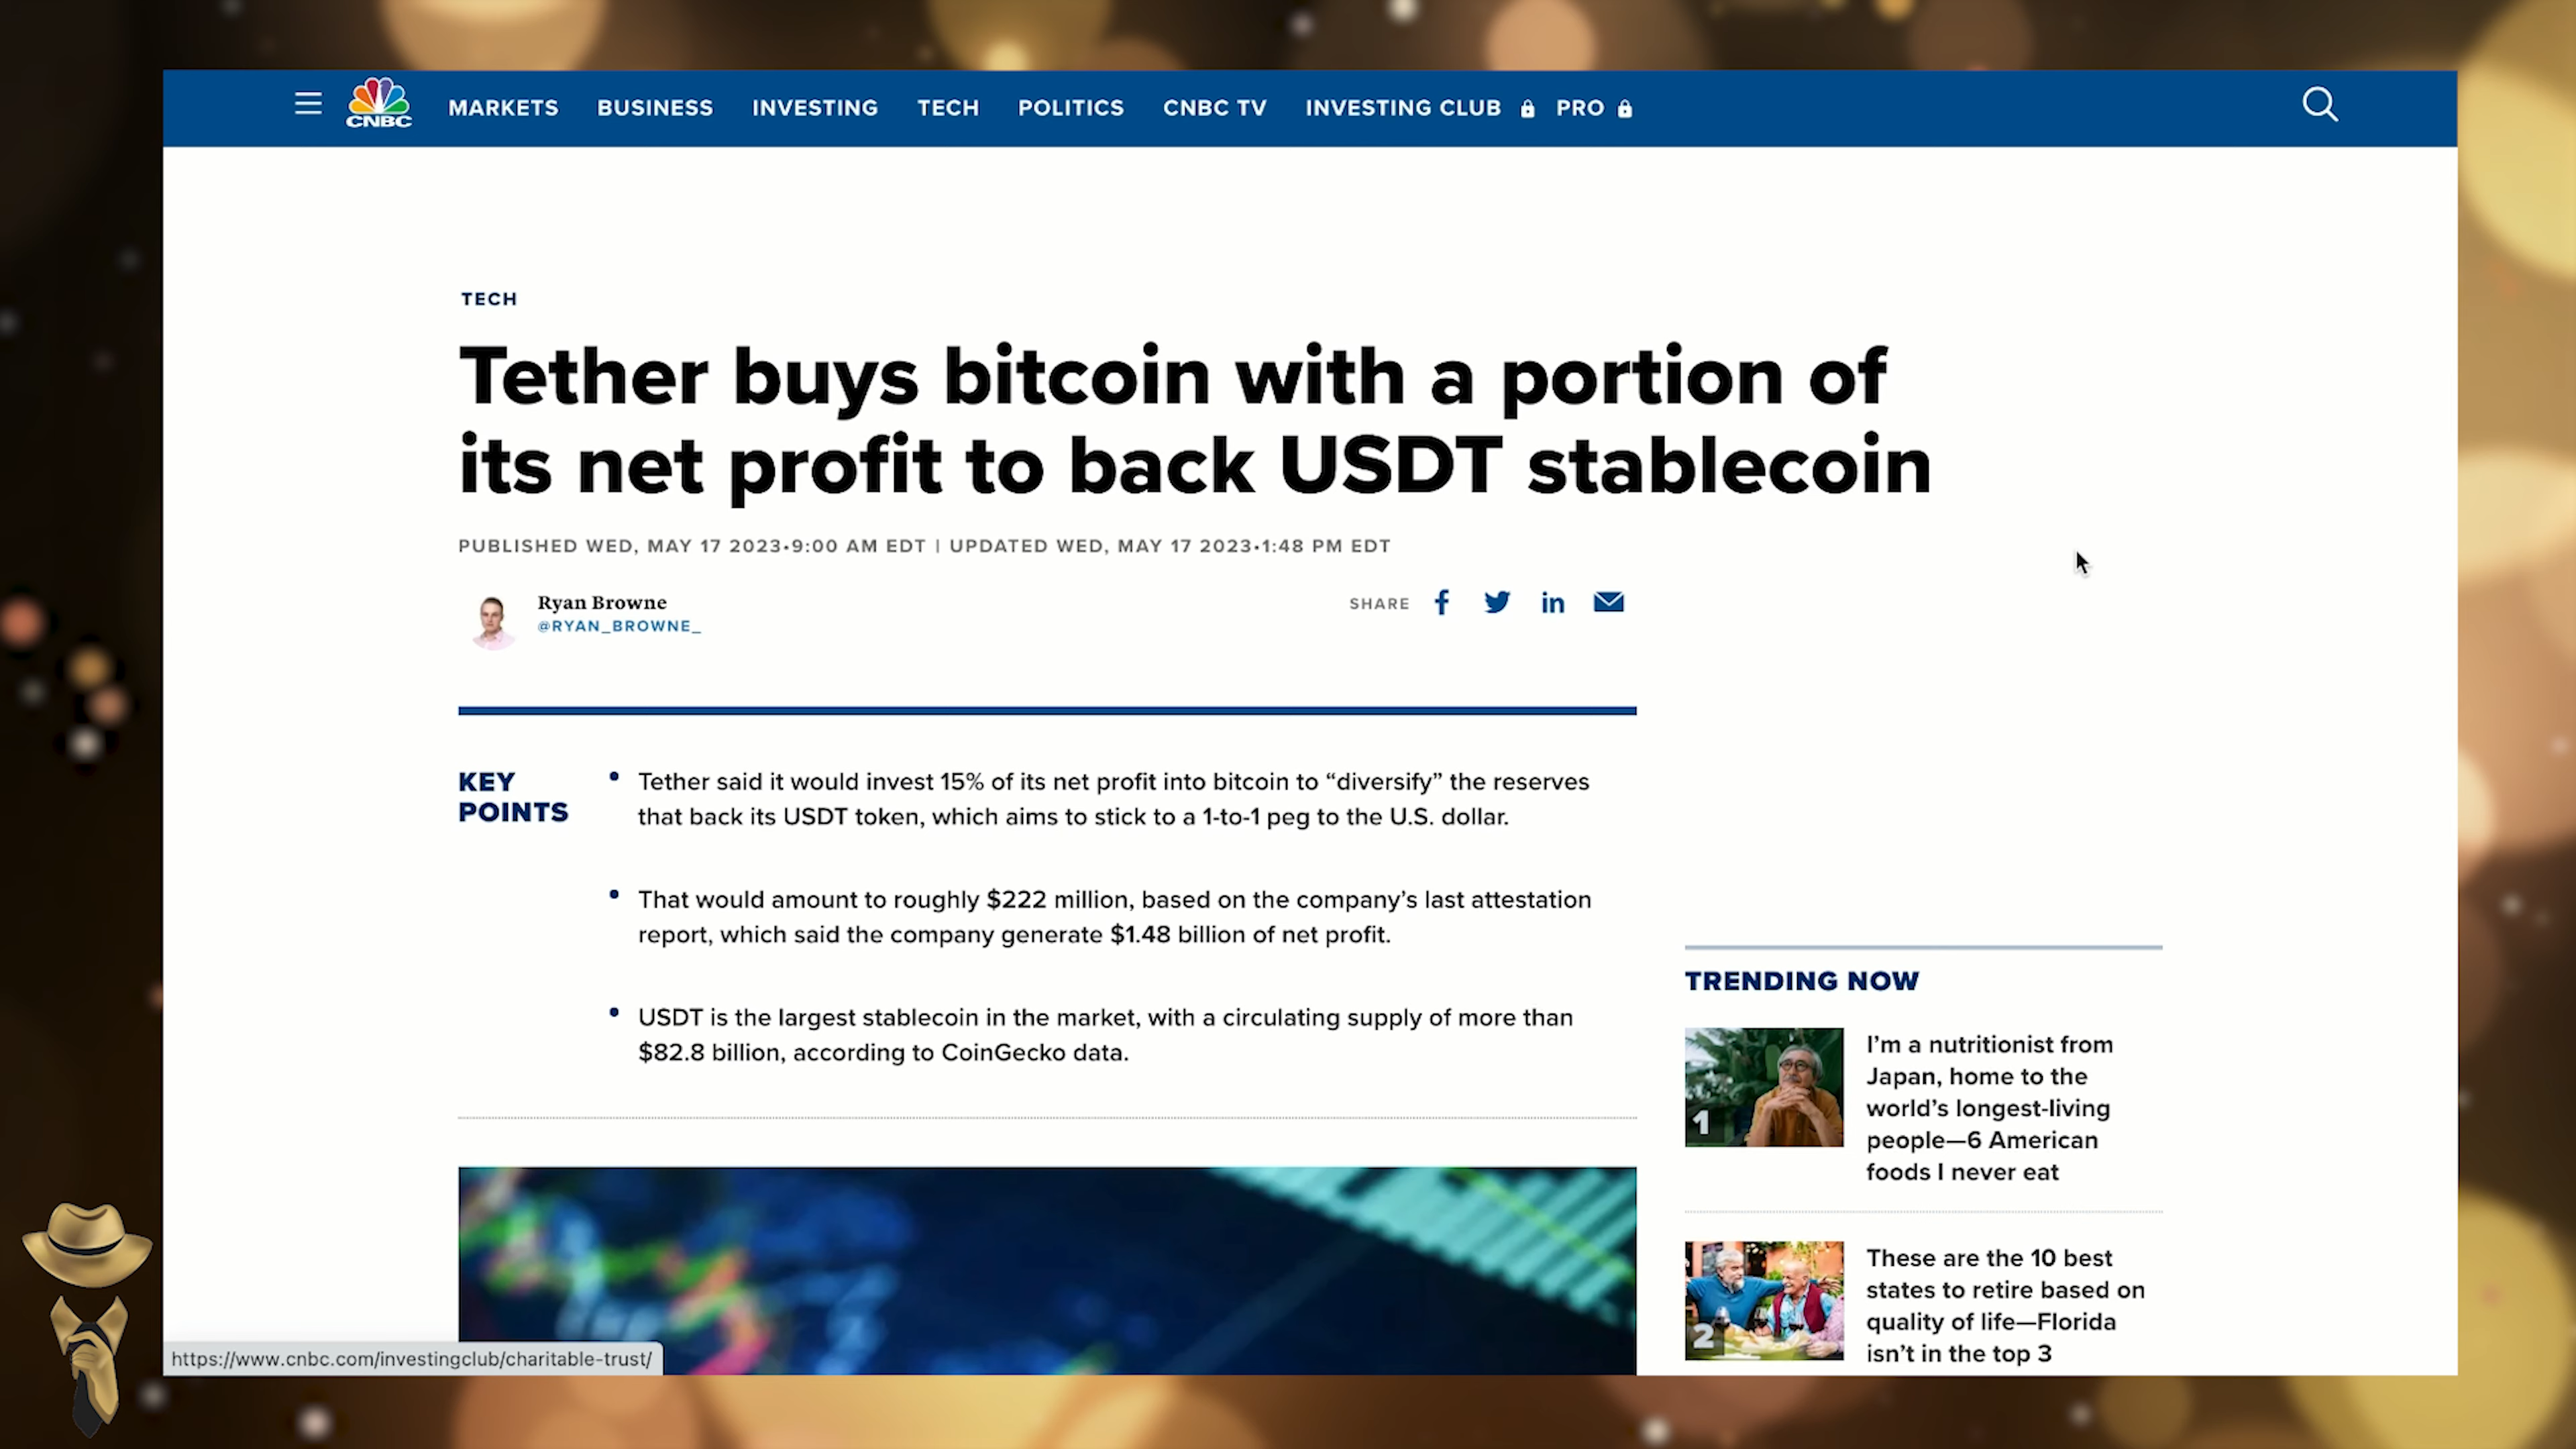 CNBC
MARKETS BUSINESS INVESTING TECH POLITICS CNBC TV INVESTING CLUB PRO
TECH
Tether buys bitcoin with a portion of
its net profit to back USDT stablecoin
PUBLISHED WED, MAY 17 2023•9:00 AM EDT | UPDATED WED, MAY 17 2023•1:48 PM EDT
Ryan Browne
@RYAN_BROWNE_
SHARE
KEY
POINTS
• Tether said it would invest 15% of its net profit into bitcoin to “diversify” the reserves
that back its USDT token, which aims to stick to a 1-to-1 peg to the U.S. dollar.
• That would amount to roughly $222 million, based on the company’s last attestation
report, which said the company generate $1.48 billion of net profit.
• USDT is the largest stablecoin in the market, with a circulating supply of more than
$82.8 billion, according to CoinGecko data.
TRENDING NOW
1
I’m a nutritionist from
Japan, home to the
world’s longest-living
people—6 American
foods I never eat
2
These are the 10 best
states to retire based on
quality of life—Florida
isn’t in the top 3
https://www.cnbc.com/investingclub/charitable-trust/